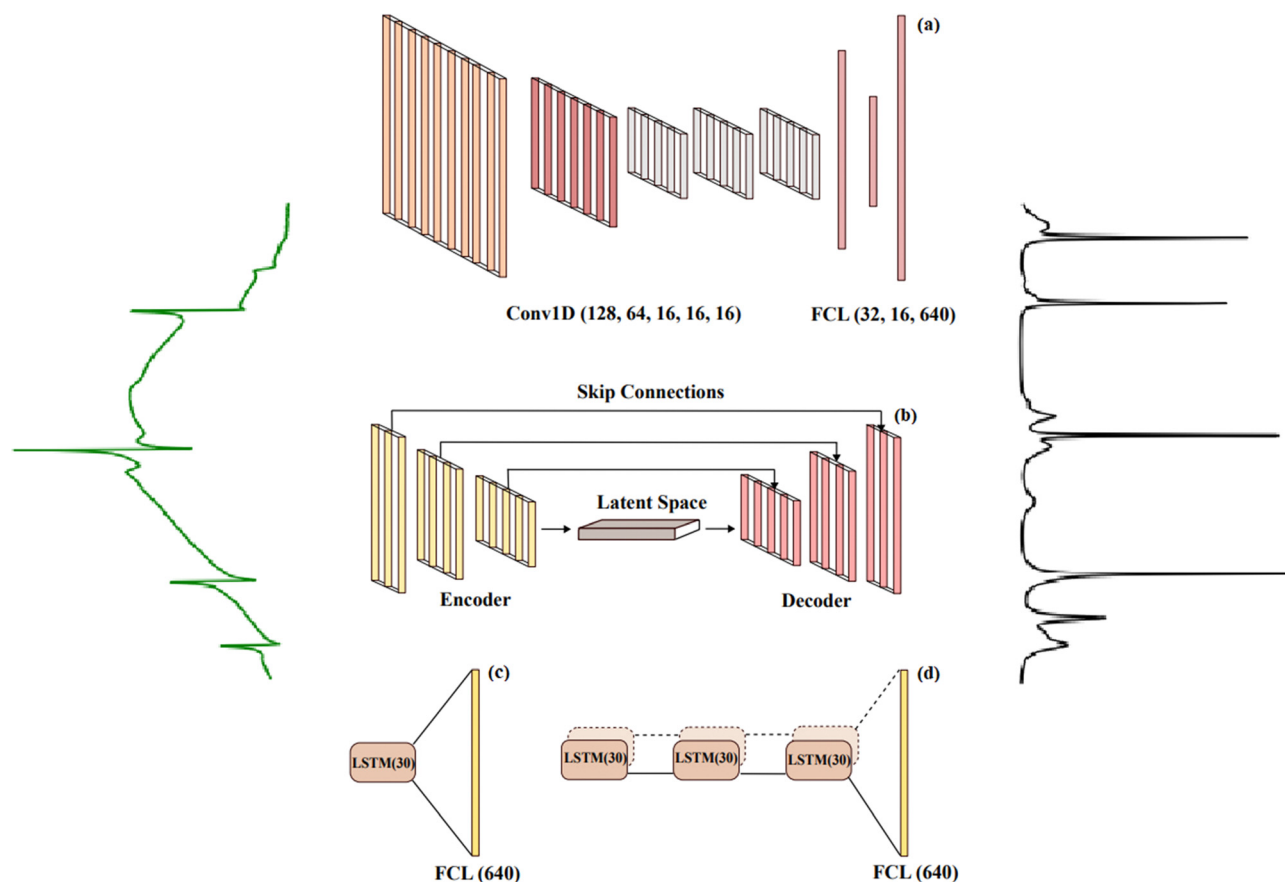 (a)
Conv1D (128, 64, 16, 16, 16)
FCL (32, 16, 640)
Skip Connections
(b)
Latent Space
Encoder
Decoder
(c)
LSTM(30)
FCL (640)
(d)
LSTM(30)
LSTM(30)
LSTM(30)
FCL (640)